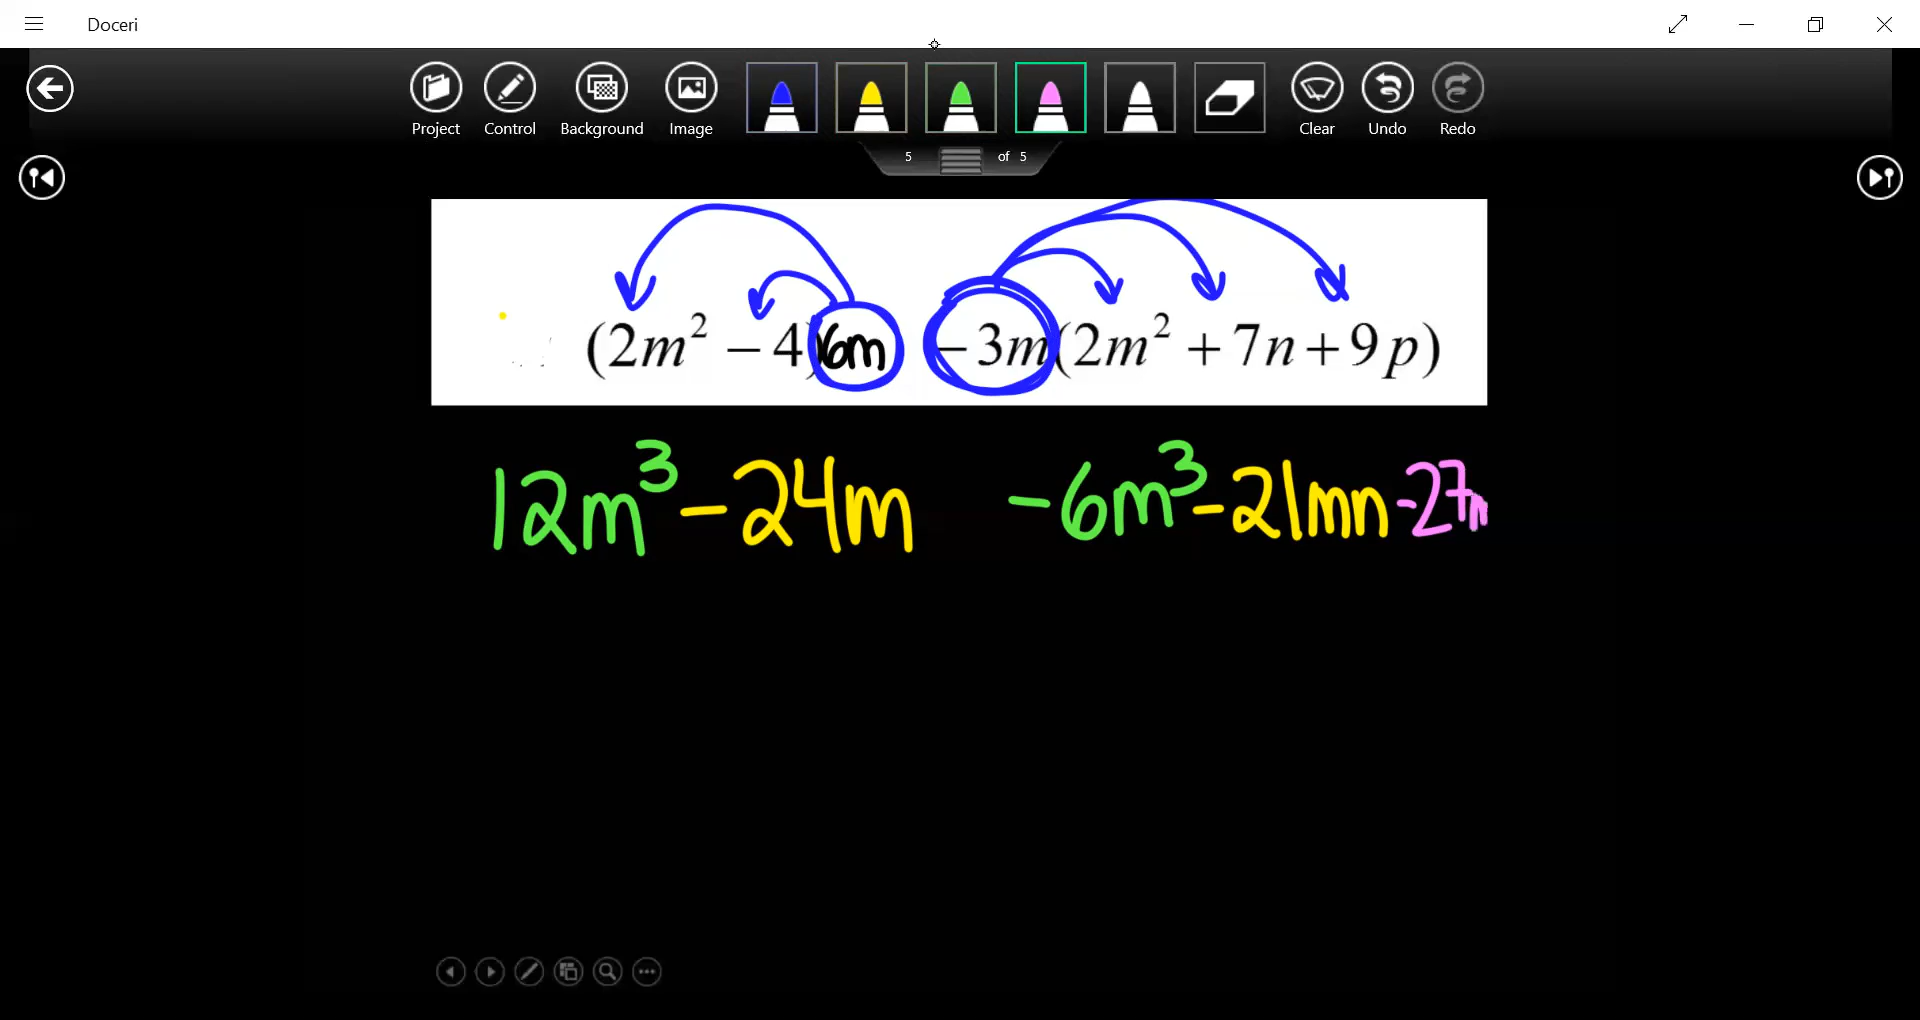 Doceri
Project Control Background Image Clear Undo Redo
5 of 5
(2m² – 4)6m –3m(2m² + 7n + 9p)
12m³ – 24m -6m³ – 21mn -27m